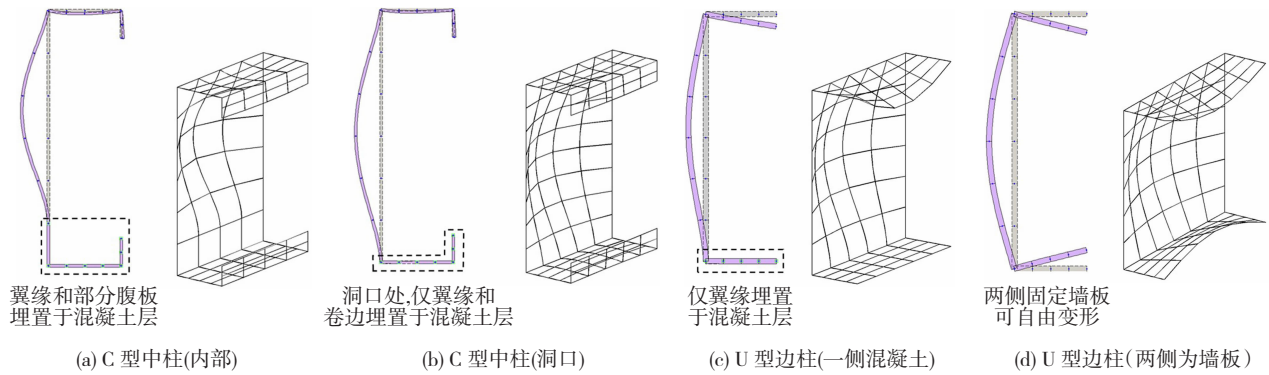 翼缘和部分腹板
埋置于混凝土层
洞口处,仅翼缘和
卷边埋置于混凝土层
仅翼缘埋置
于混凝土层
两侧固定墙板
可自由变形
(a) C 型中柱(内部)
(b) C 型中柱(洞口)
(c) U 型边柱(一侧混凝土)
(d) U 型边柱(两侧为墙板)